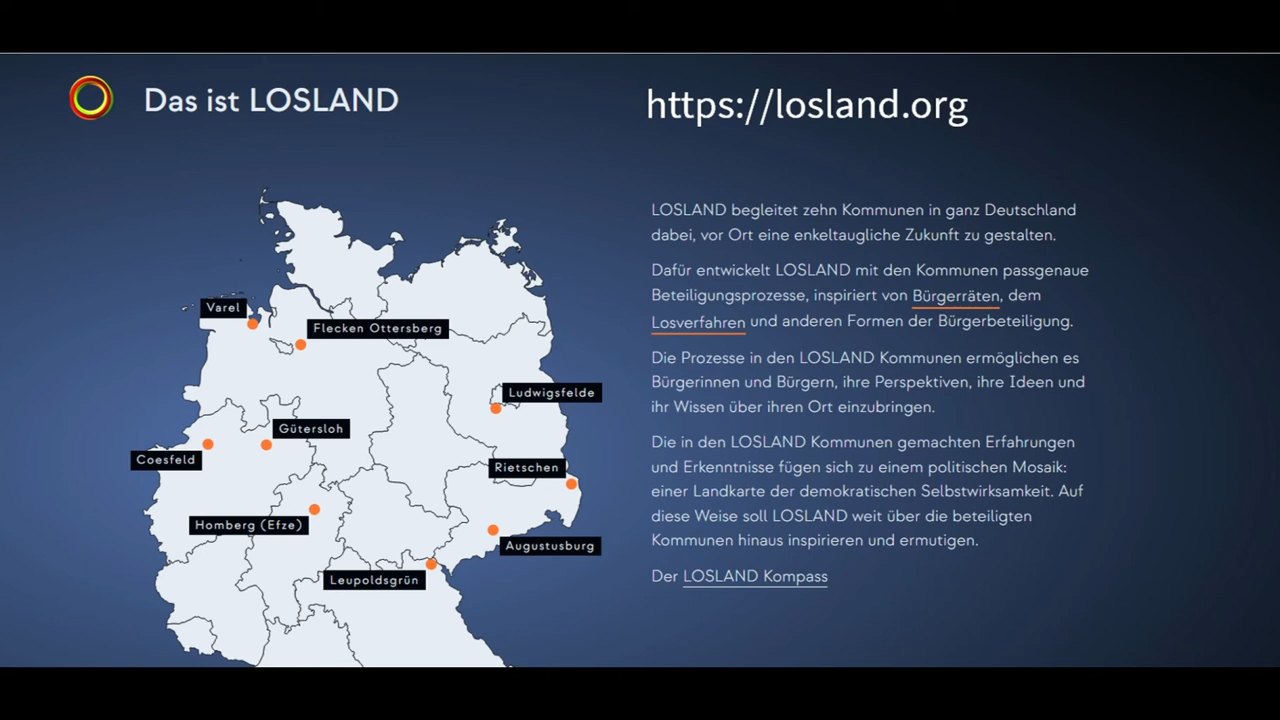 Das ist LOSLAND
https://losland.org
Varel
Flecken Ottersberg
Ludwigsfelde
Gütersloh
Coesfeld
Rietschen
Homberg (Efze)
Augustusburg
Leupoldsgrün
LOSLAND begleitet zehn Kommunen in ganz Deutschland
dabei, vor Ort eine enkeltaugliche Zukunft zu gestalten.
Dafür entwickelt LOSLAND mit den Kommunen passgenaue
Beteiligungsprozesse, inspiriert von Bürgerräten, dem
Losverfahren und anderen Formen der Bürgerbeteiligung.
Die Prozesse in den LOSLAND Kommunen ermöglichen es
Bürgerinnen und Bürgern, ihre Perspektiven, ihre Ideen und
ihr Wissen über ihren Ort einzubringen.
Die in den LOSLAND Kommunen gemachten Erfahrungen
und Erkenntnisse fügen sich zu einem politischen Mosaik:
einer Landkarte der demokratischen Selbstwirksamkeit. Auf
diese Weise soll LOSLAND weit über die beteiligten
Kommunen hinaus inspirieren und ermutigen.
Der LOSLAND Kompass